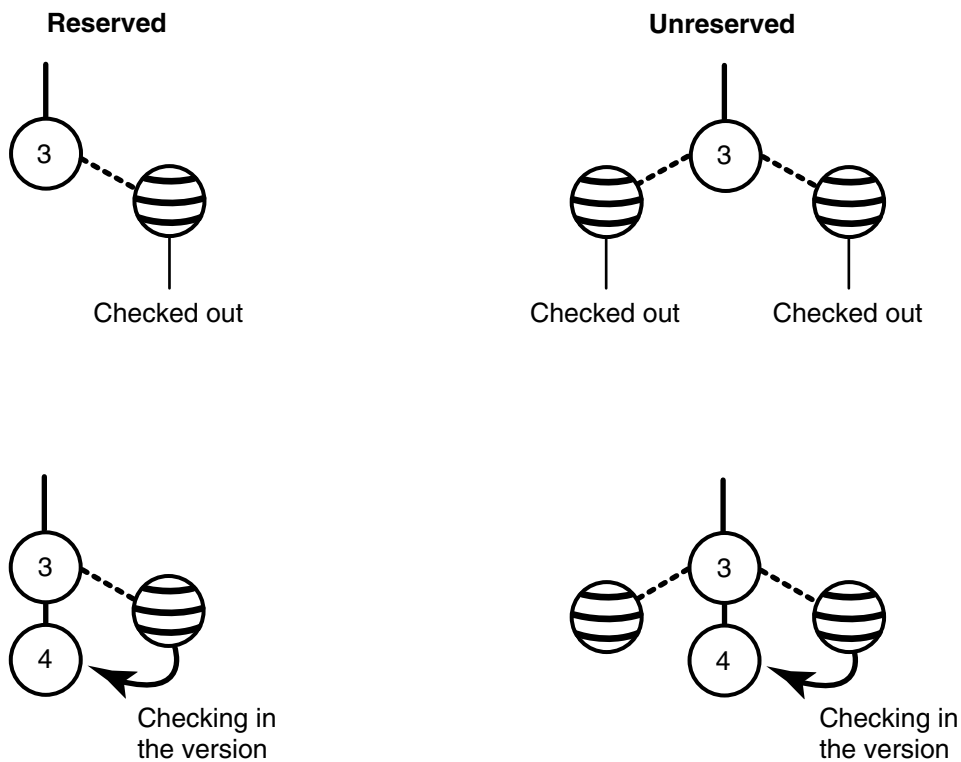 Reserved
Unreserved
3
3
Checked out
Checked out
Checked out
3
4
Checking in
the version
3
4
Checking in
the version